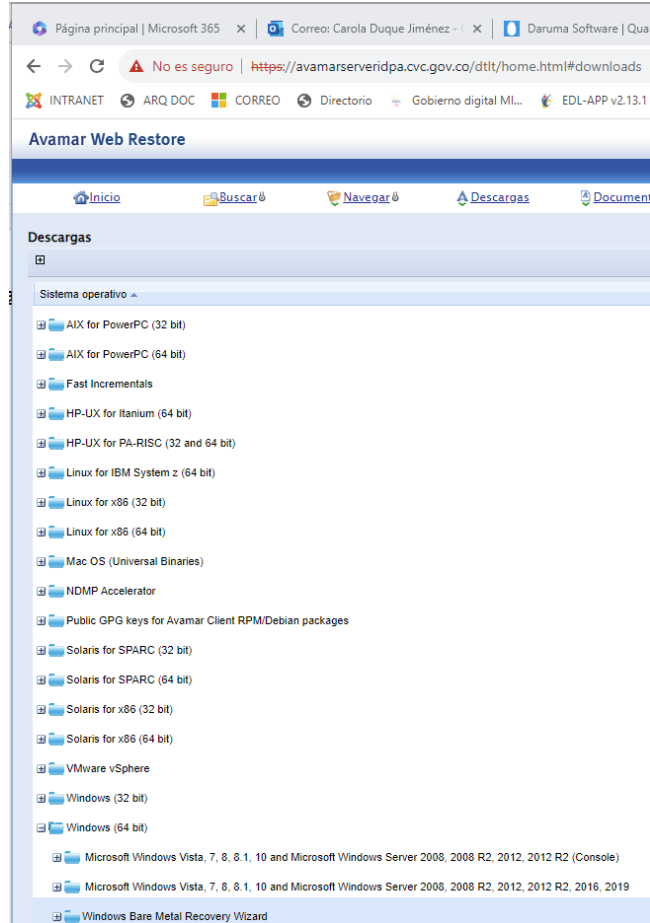 Página principal | Microsoft 365
Correo: Carola Duque Jiménez -
Daruma Software | Qua
No es seguro | https://avamarserveridpa.cvc.gov.co/dtlt/home.html#downloads
INTRANET ARQ DOC CORREO Directorio Gobierno digital MI... EDL-APP v2.13.1
Avamar Web Restore
Inicio Buscar Navegar Descargas Document
Descargas
Sistema operativo
AIX for PowerPC (32 bit)
AIX for PowerPC (64 bit)
Fast Incrementals
HP-UX for Itanium (64 bit)
HP-UX for PA-RISC (32 and 64 bit)
Linux for IBM System z (64 bit)
Linux for x86 (32 bit)
Linux for x86 (64 bit)
Mac OS (Universal Binaries)
NDMP Accelerator
Public GPG keys for Avamar Client RPM/Debian packages
Solaris for SPARC (32 bit)
Solaris for SPARC (64 bit)
Solaris for x86 (32 bit)
Solaris for x86 (64 bit)
VMware vSphere
Windows (32 bit)
Windows (64 bit)
Microsoft Windows Vista, 7, 8, 8.1, 10 and Microsoft Windows Server 2008, 2008 R2, 2012, 2012 R2 (Console)
Microsoft Windows Vista, 7, 8, 8.1, 10 and Microsoft Windows Server 2008, 2008 R2, 2012, 2012 R2, 2016, 2019
Windows Bare Metal Recovery Wizard